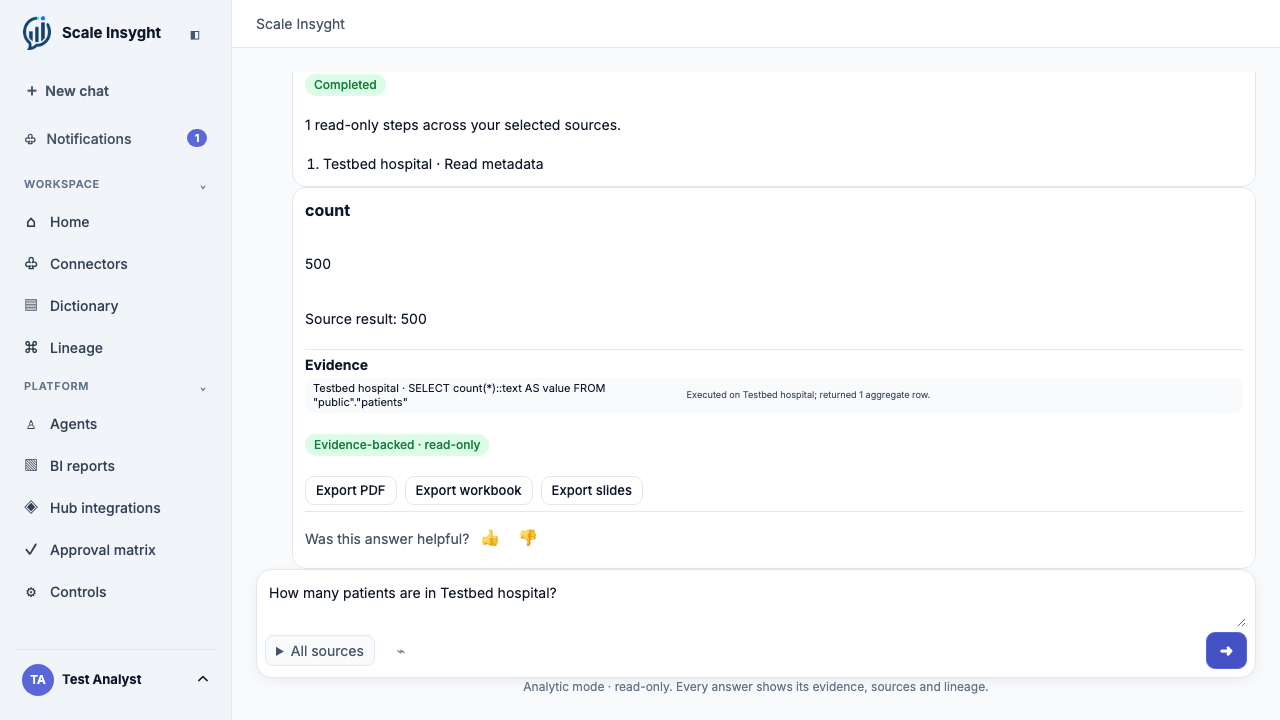 Scale Insyght
New chat
Notifications
1
WORKSPACE
Home
Connectors
Dictionary
Lineage
PLATFORM
Agents
BI reports
Hub integrations
Approval matrix
Controls
TA
Test Analyst
Scale Insyght
Completed
1 read-only steps across your selected sources.
1. Testbed hospital · Read metadata
count
500
Source result: 500
Evidence
Testbed hospital · SELECT count(*)::text AS value FROM
"public"."patients"
Executed on Testbed hospital; returned 1 aggregate row.
Evidence-backed · read-only
Export PDF
Export workbook
Export slides
Was this answer helpful?
How many patients are in Testbed hospital?
All sources
Analytic mode · read-only. Every answer shows its evidence, sources and lineage.